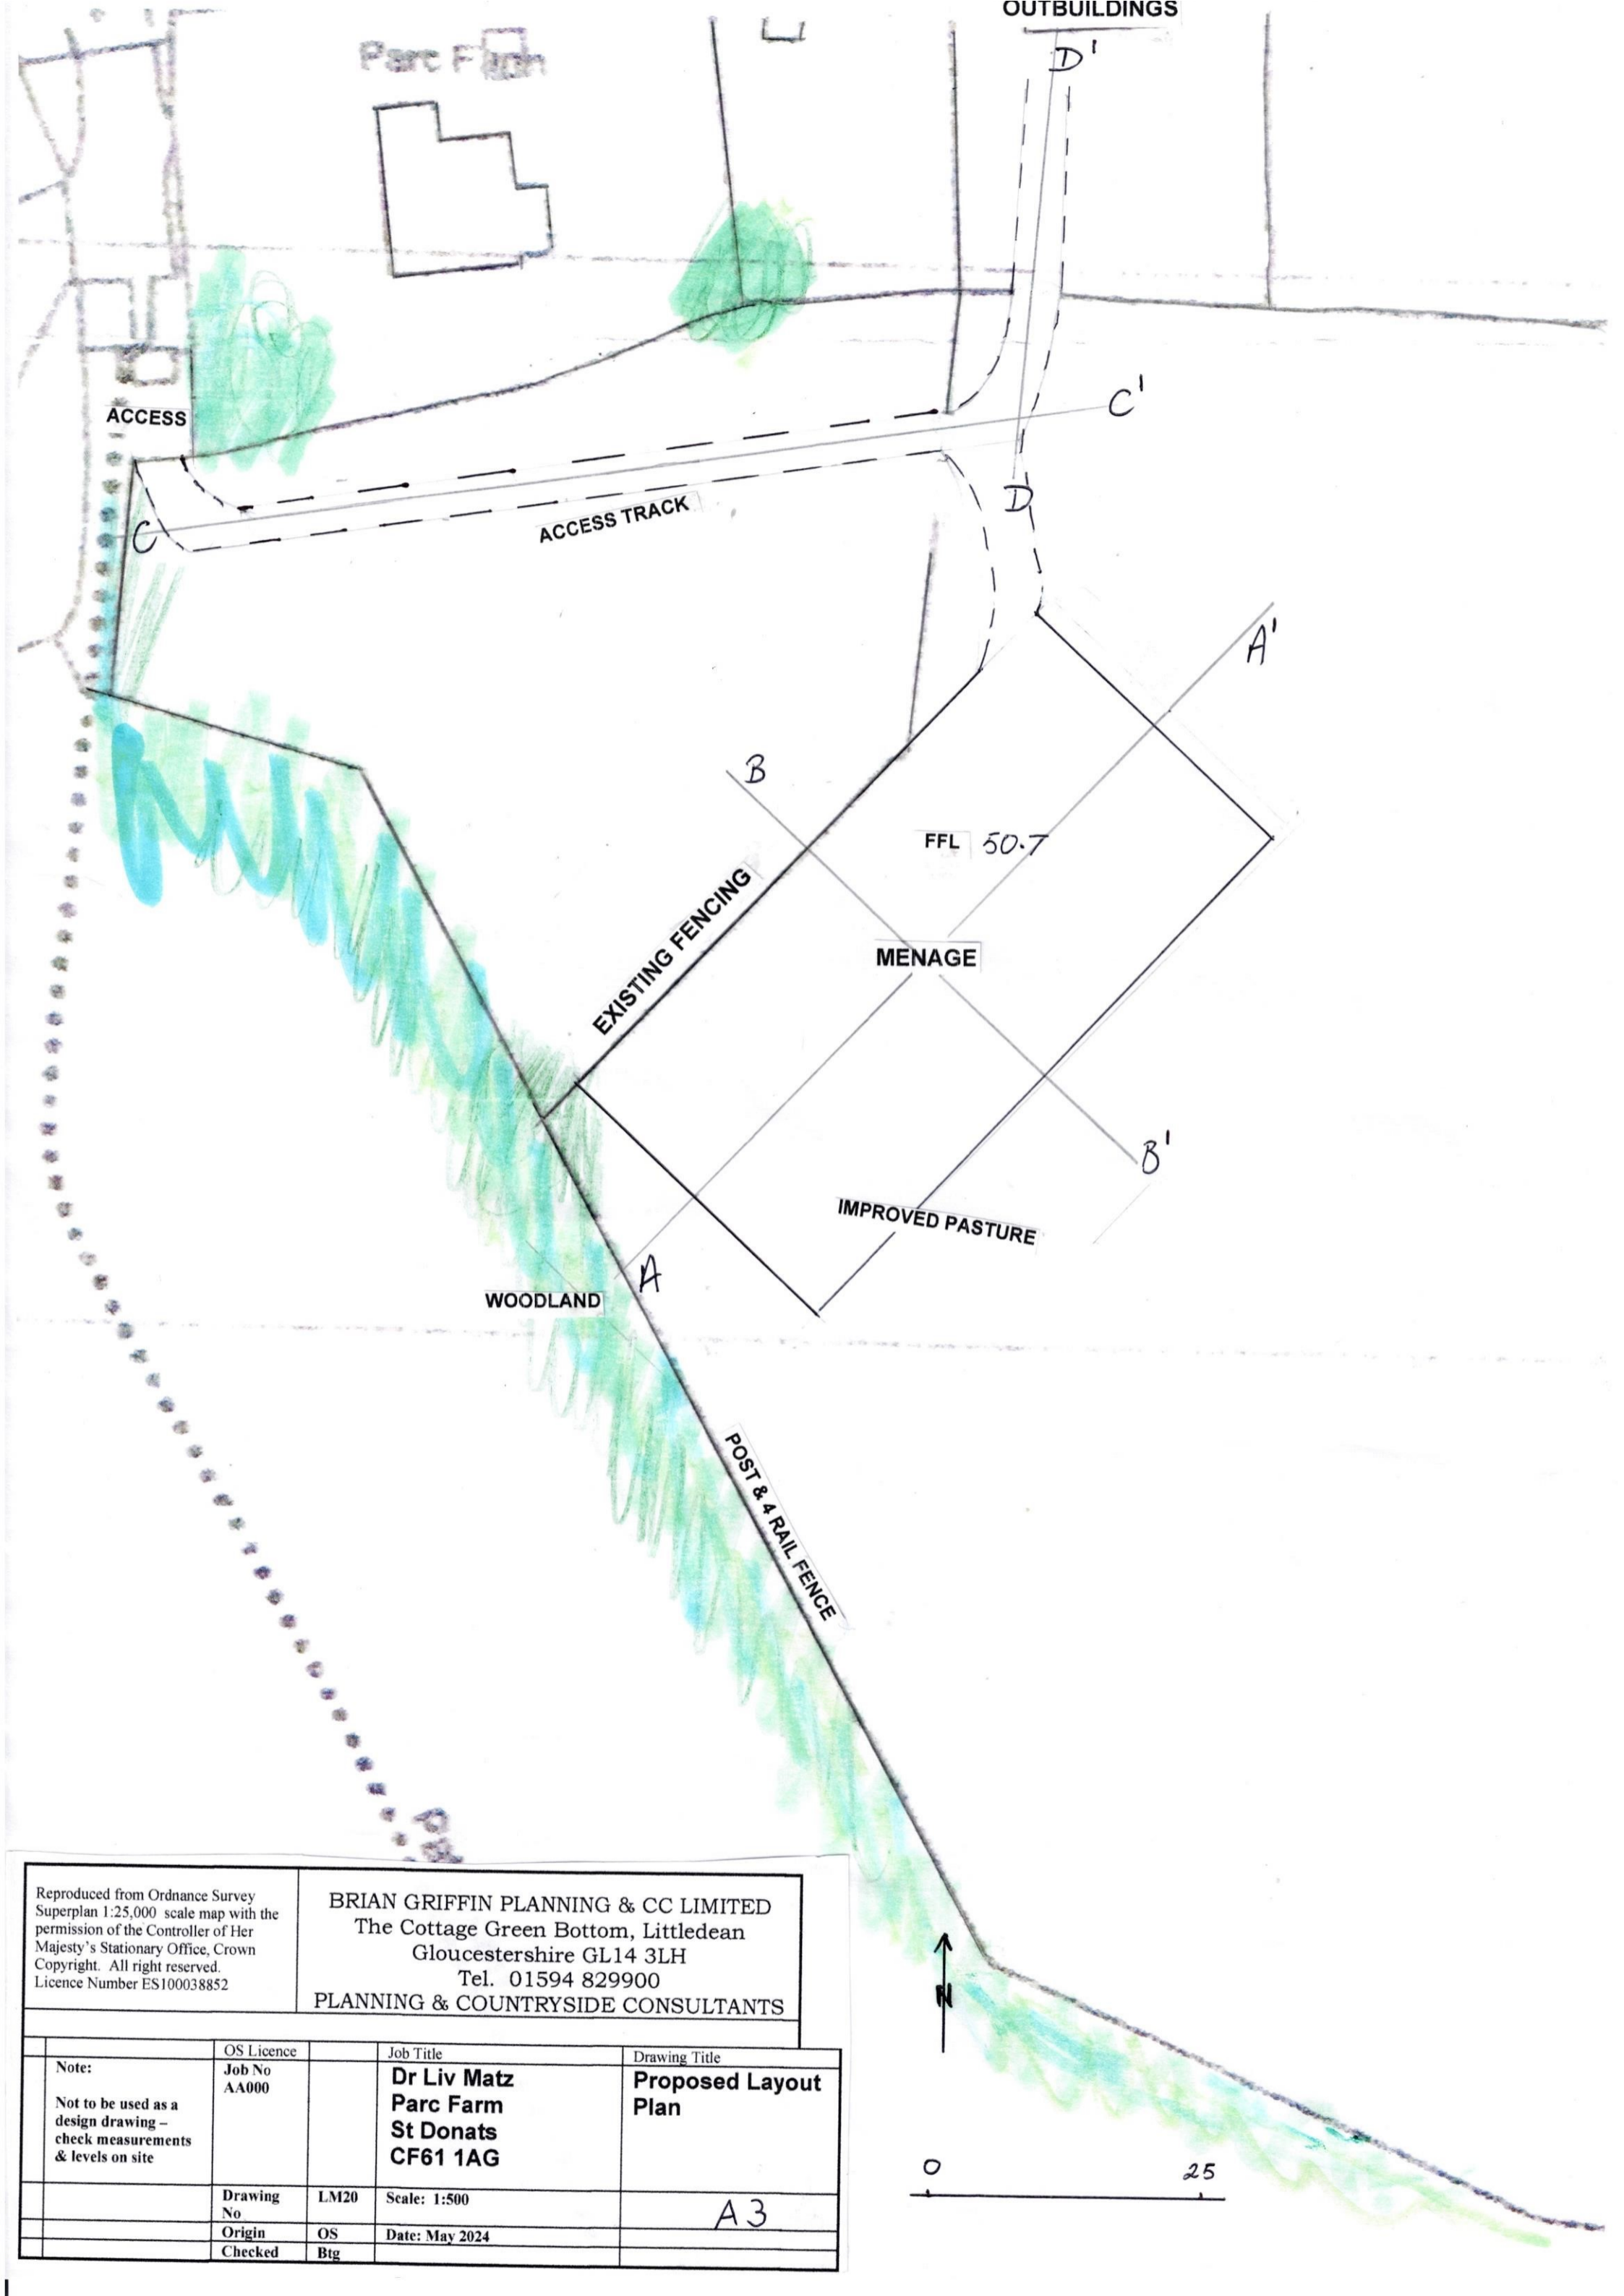 OUTBUILDINGS
D'
Parc Farm
ACCESS
C'
C
ACCESS TRACK
D
A'
B
FFL 50.7
EXISTING FENCING
MENAGE
B'
IMPROVED PASTURE
A
WOODLAND
POST & 4 RAIL FENCE
N
0 25
Reproduced from Ordnance Survey
Superplan 1:25,000 scale map with the
permission of the Controller of Her
Majesty's Stationary Office, Crown
Copyright. All right reserved.
Licence Number ES100038852
BRIAN GRIFFIN PLANNING & CC LIMITED
The Cottage Green Bottom, Littledean
Gloucestershire GL14 3LH
Tel. 01594 829900
PLANNING & COUNTRYSIDE CONSULTANTS
Note:
Not to be used as a
design drawing –
check measurements
& levels on site
OS Licence
Job No
AA000
Job Title
Dr Liv Matz
Parc Farm
St Donats
CF61 1AG
Drawing Title
Proposed Layout
Plan
Drawing
No
LM20
Scale: 1:500
A3
Origin
OS
Date: May 2024
Checked
Btg